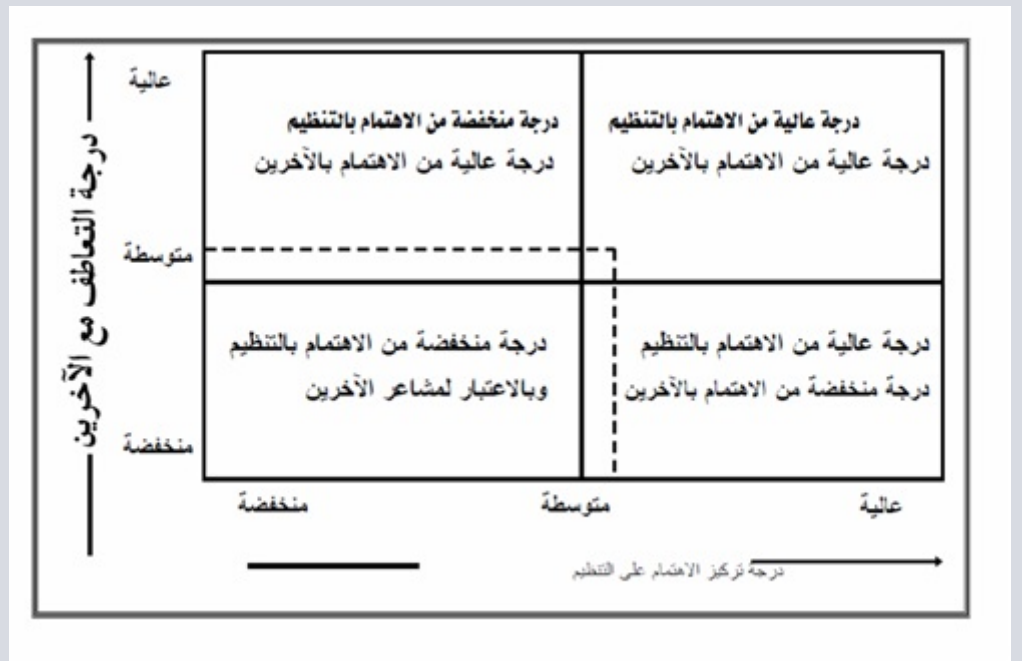 درجة التعاطف مع الآخرين
عالية
متوسطة
منخفضة
درجة عالية من الاهتمام بالتنظيم
درجة عالية من الاهتمام بالآخرين
درجة منخفضة من الاهتمام بالتنظيم
درجة عالية من الاهتمام بالآخرين
درجة عالية من الاهتمام بالتنظيم
درجة منخفضة من الاهتمام بالآخرين
درجة منخفضة من الاهتمام بالتنظيم
وبالاعتبار لمشاعر الآخرين
عالية
متوسطة
منخفضة
درجة تركيز الاهتمام على التنظيم